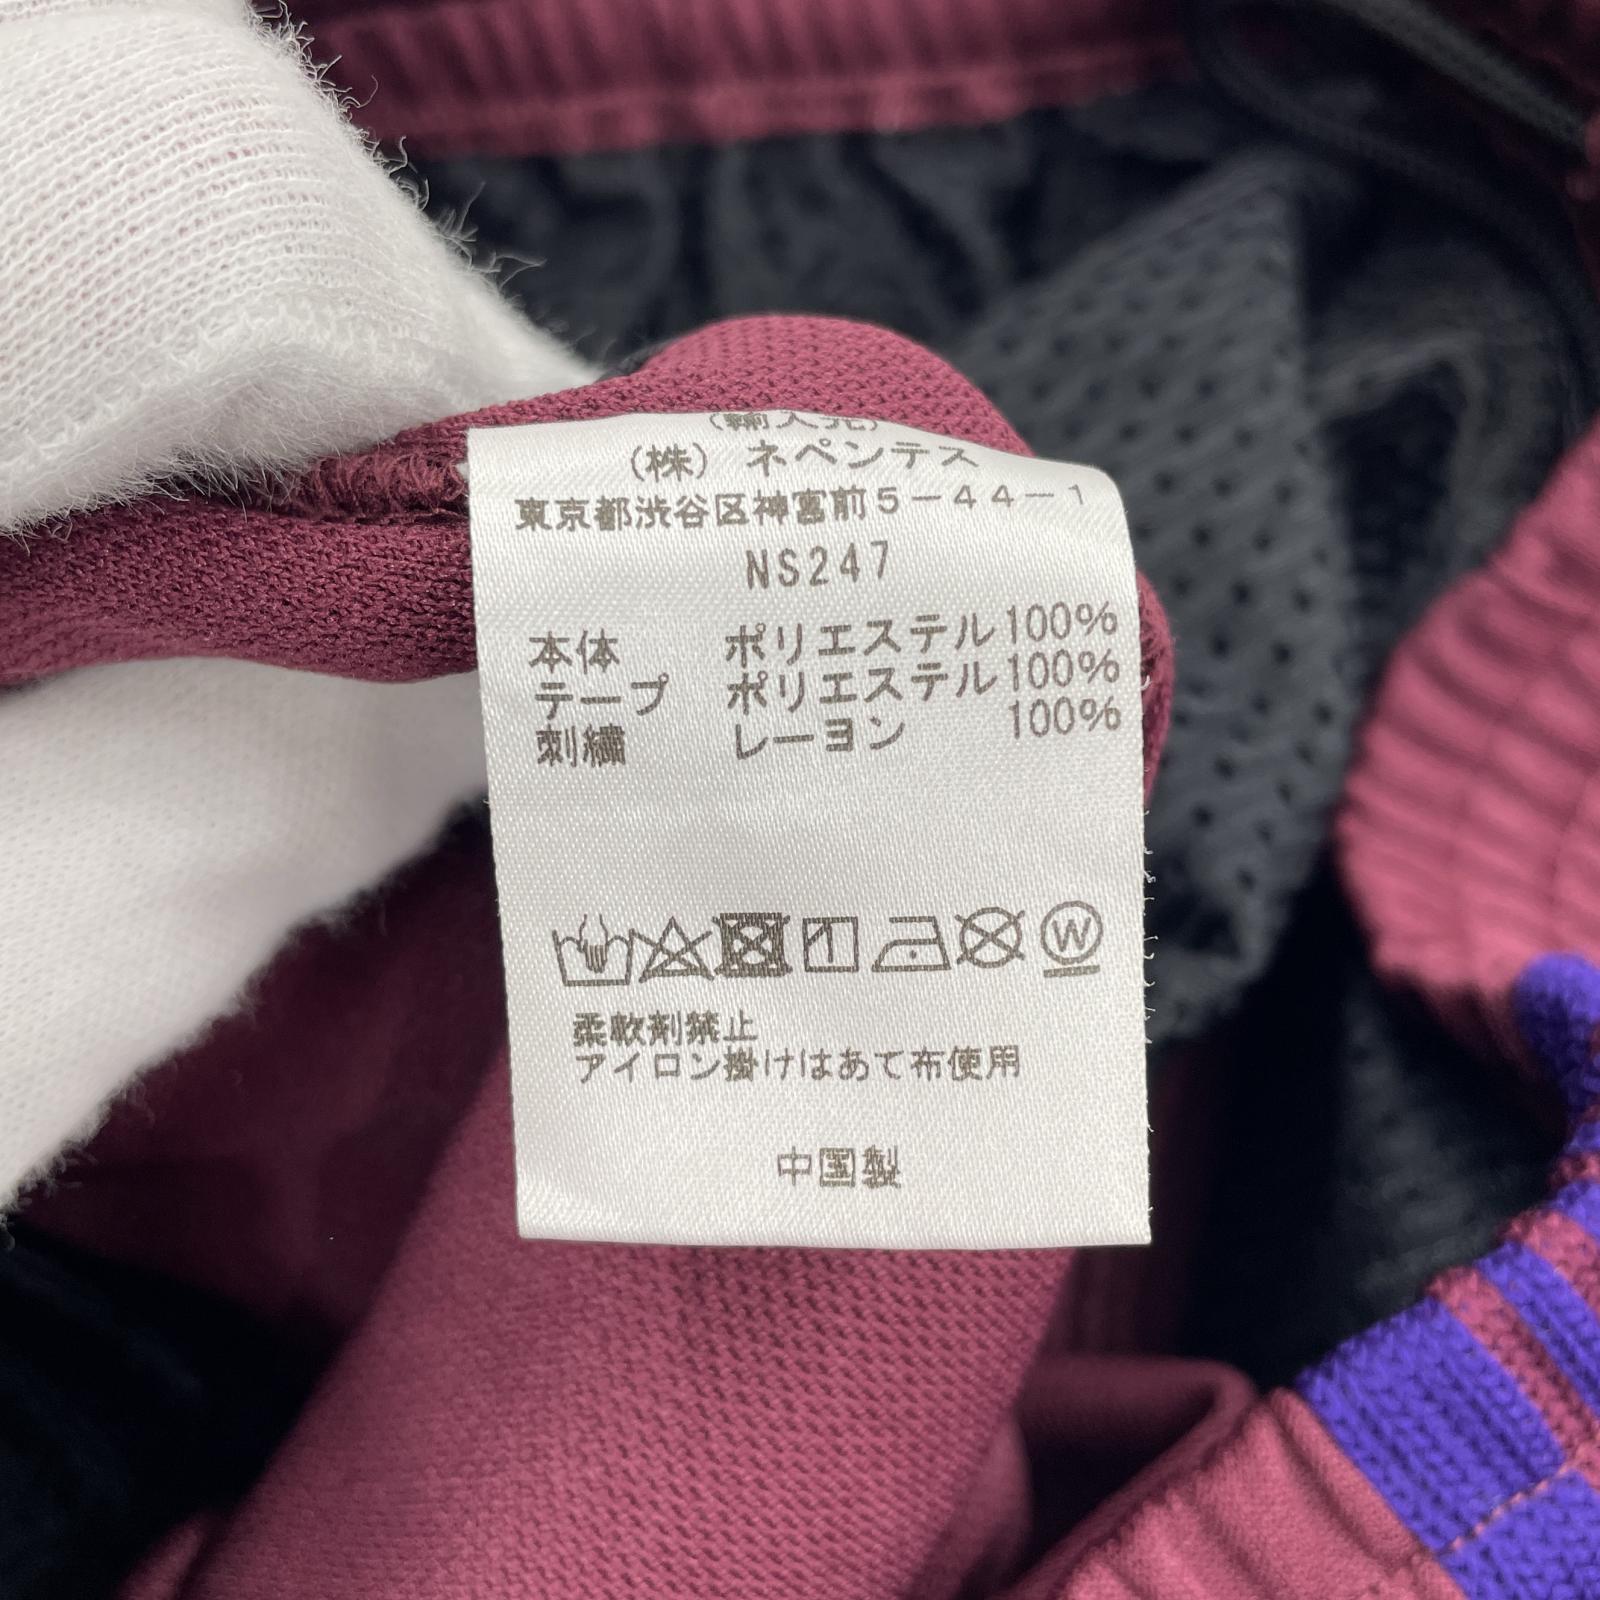 (輸入元)
(株) ネペンテス
東京都渋谷区神宮前5-44-1
NS247
本体 ポリエステル100%
テープ ポリエステル100%
刺繍 レーヨン 100%
W
柔軟剤禁止
アイロン掛けはあて布使用
中国製